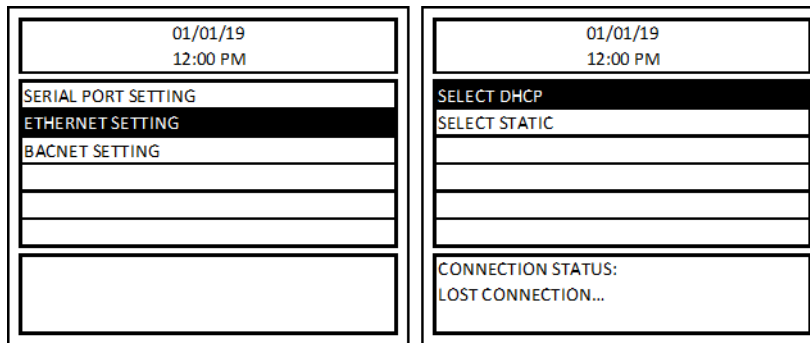 01/01/19
12:00 PM
SERIAL PORT SETTING
ETHERNET SETTING
BACNET SETTING
01/01/19
12:00 PM
SELECT DHCP
SELECT STATIC
CONNECTION STATUS:
LOST CONNECTION...